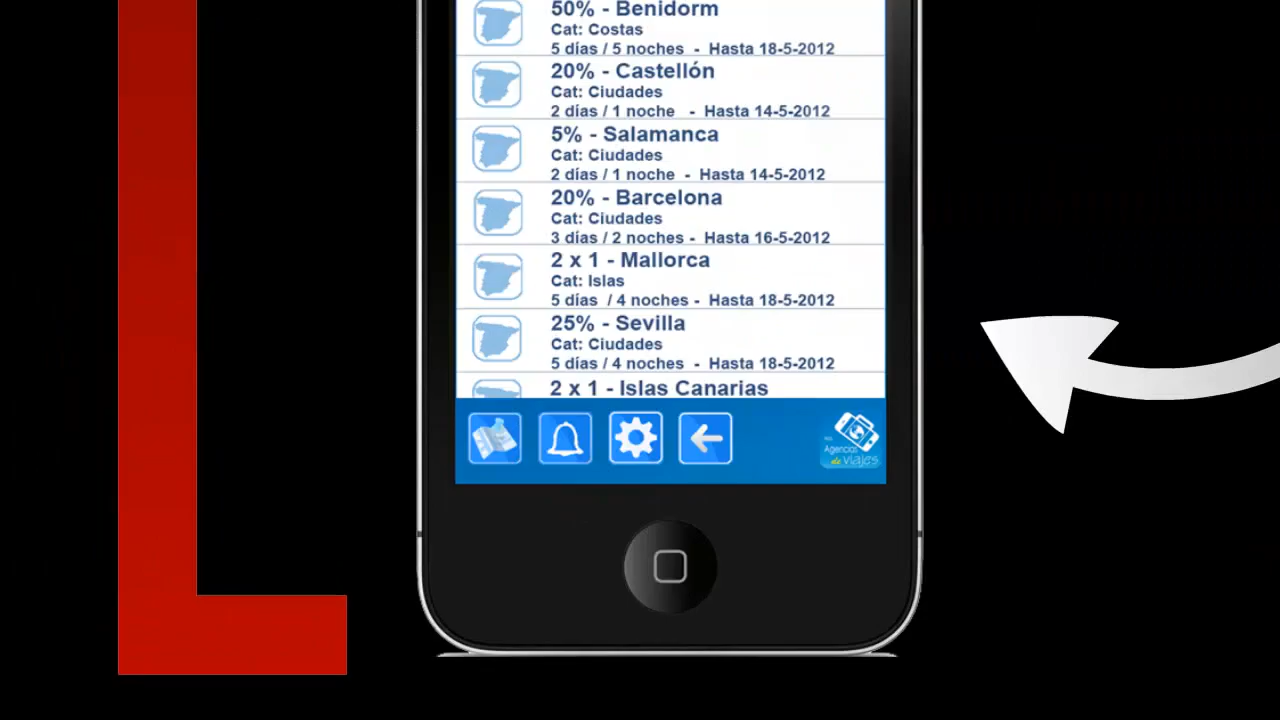 50% - Benidorm
Cat: Costas
5 días / 5 noches - Hasta 18-5-2012
20% - Castellón
Cat: Ciudades
2 días / 1 noche - Hasta 14-5-2012
5% - Salamanca
Cat: Ciudades
2 días / 1 noche - Hasta 14-5-2012
20% - Barcelona
Cat: Ciudades
3 días / 2 noches - Hasta 16-5-2012
2 x 1 - Mallorca
Cat: Islas
5 días / 4 noches - Hasta 18-5-2012
25% - Sevilla
Cat: Ciudades
5 días / 4 noches - Hasta 18-5-2012
2 x 1 - Islas Canarias
Agencias
de viajes